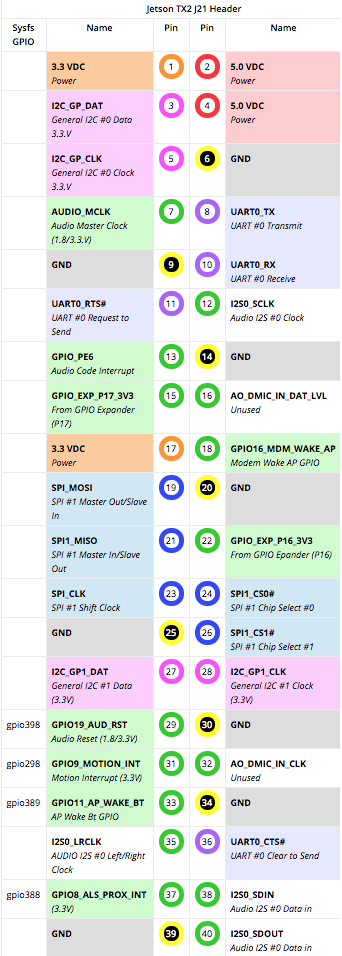 Jetson TX2 J21 Header
Sysfs GPIO Name Pin Pin Name
3.3 VDC Power 1 2 5.0 VDC Power
I2C_GP_DAT General I2C #0 Data 3.3.V 3 4 5.0 VDC Power
I2C_GP_CLK General I2C #0 Clock 3.3.V 5 6 GND
AUDIO_MCLK Audio Master Clock (1.8/3.3.V) 7 8 UART0_TX UART #0 Transmit
GND 9 10 UART0_RX UART #0 Receive
UART0_RTS# UART #0 Request to Send 11 12 I2S0_SCLK Audio I2S #0 Clock
GPIO_PE6 Audio Code Interrupt 13 14 GND
GPIO_EXP_P17_3V3 From GPIO Expander (P17) 15 16 AO_DMIC_IN_DAT_LVL Unused
3.3 VDC Power 17 18 GPIO16_MDM_WAKE_AP Modem Wake AP GPIO
SPI_MOSI SPI #1 Master Out/Slave In 19 20 GND
SPI1_MISO SPI #1 Master In/Slave Out 21 22 GPIO_EXP_P16_3V3 From GPIO Epander (P16)
SPI_CLK SPI #1 Shift Clock 23 24 SPI1_CS0# SPI #1 Chip Select #0
GND 25 26 SPI1_CS1# SPI #1 Chip Select #1
I2C_GP1_DAT General I2C #1 Data (3.3V) 27 28 I2C_GP1_CLK General I2C #1 Clock (3.3V)
gpio398 GPIO19_AUD_RST Audio Reset (1.8/3.3V) 29 30 GND
gpio298 GPIO9_MOTION_INT Motion Interrupt (3.3V) 31 32 AO_DMIC_IN_CLK Unused
gpio389 GPIO11_AP_WAKE_BT AP Wake Bt GPIO 33 34 GND
I2S0_LRCLK AUDIO I2S #0 Left/Right Clock 35 36 UART0_CTS# UART #0 Clear to Send
gpio388 GPIO8_ALS_PROX_INT (3.3V) 37 38 I2S0_SDIN Audio I2S #0 Data in
GND 39 40 I2S0_SDOUT Audio I2S #0 Data in